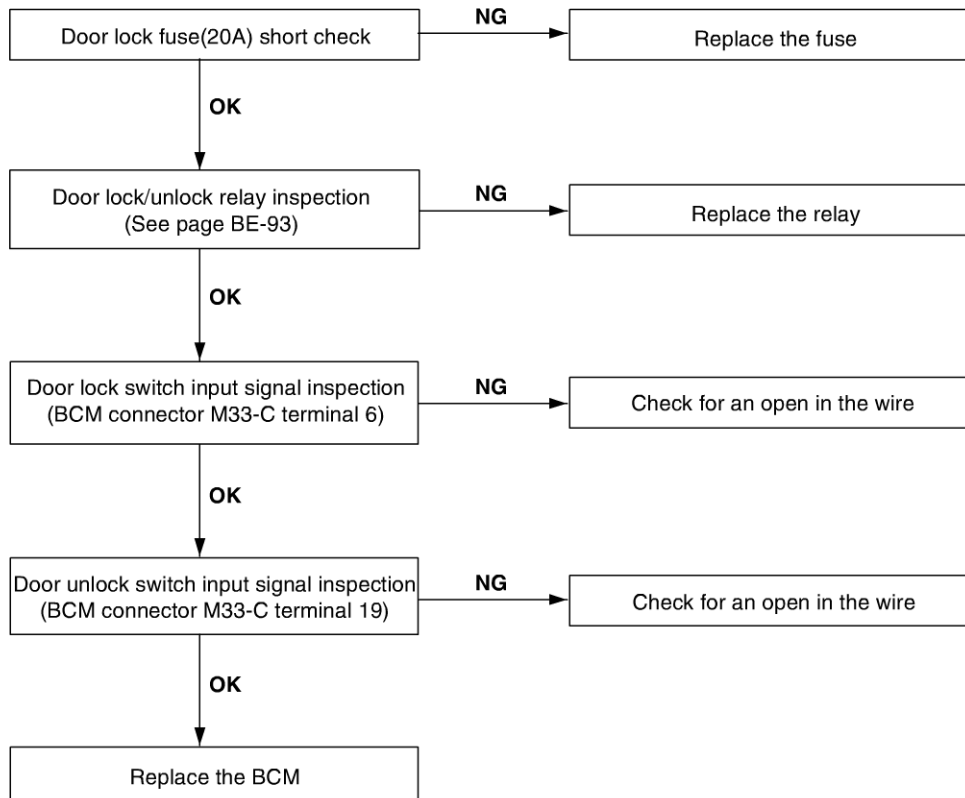 Door lock fuse(20A) short check
NG
Replace the fuse
OK
Door lock/unlock relay inspection
(See page BE-93)
NG
Replace the relay
OK
Door lock switch input signal inspection
(BCM connector M33-C terminal 6)
NG
Check for an open in the wire
OK
Door unlock switch input signal inspection
(BCM connector M33-C terminal 19)
NG
Check for an open in the wire
OK
Replace the BCM